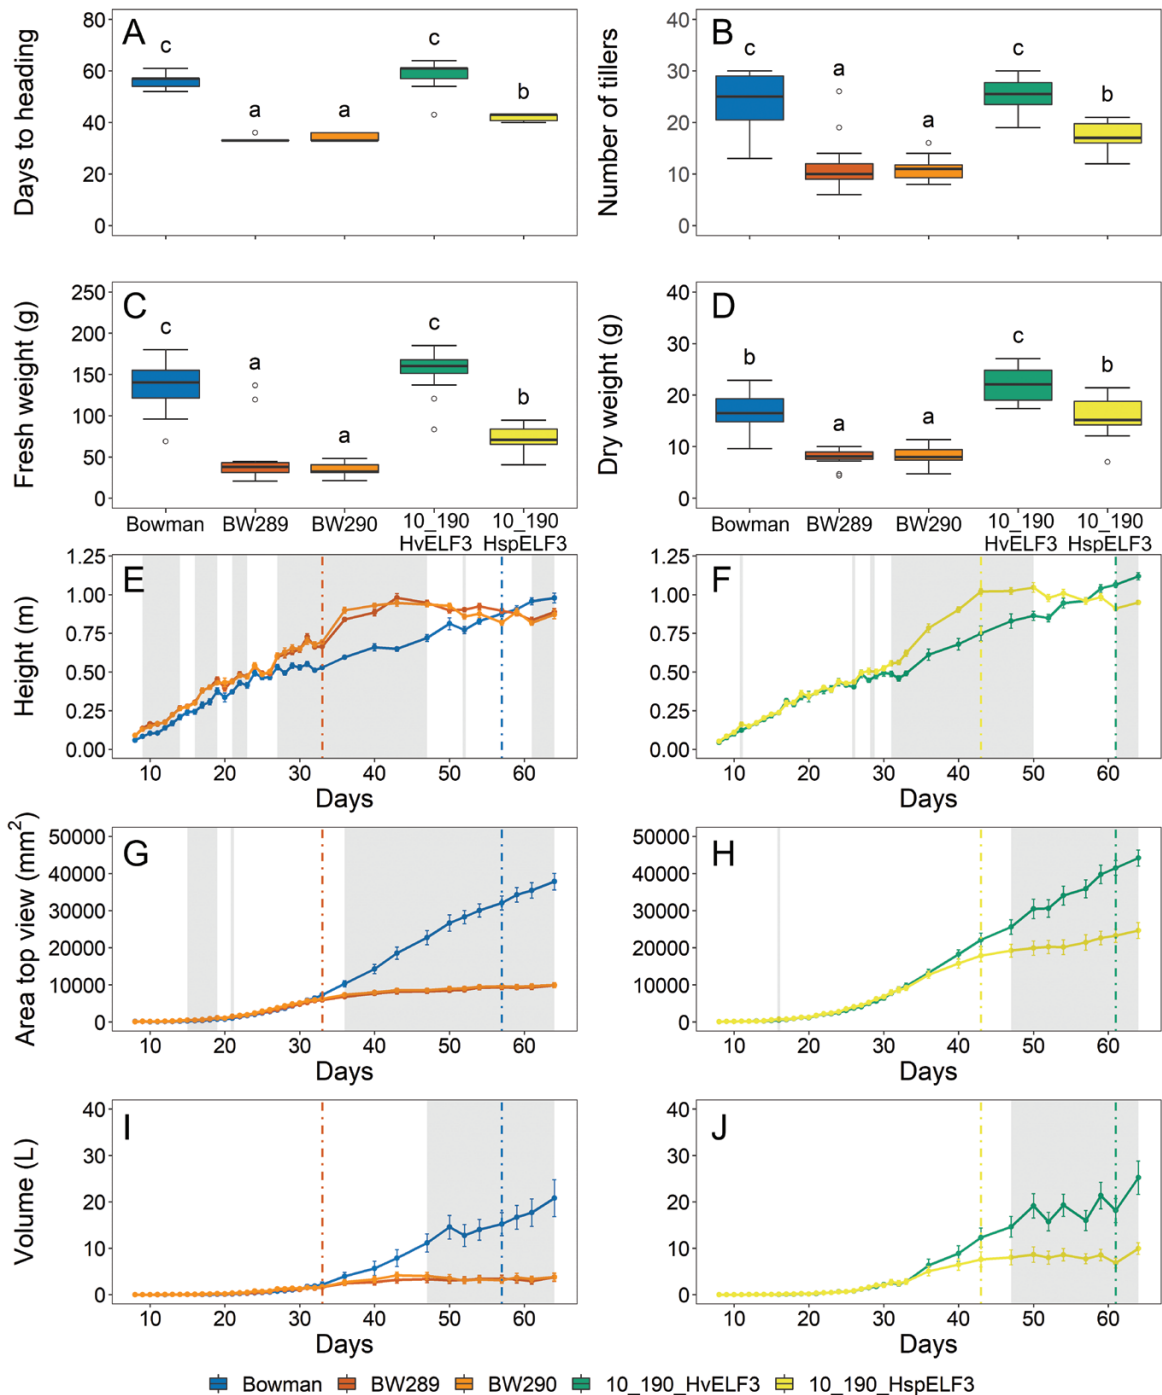 A
Days to heading
80
60
40
20
0
c
a
a
c
b
B
Number of tillers
40
30
20
10
0
c
a
a
c
b
C
Fresh weight (g)
250
200
150
100
50
0
c
a
a
c
b
Bowman
BW289
BW290
10_190
HvELF3
10_190
HspELF3
D
Dry weight (g)
40
30
20
10
0
b
a
a
c
b
Bowman
BW289
BW290
10_190
HvELF3
10_190
HspELF3
E
Height (m)
1.25
1.00
0.75
0.50
0.25
0.00
10 20 30 40 50 60
Days
F
1.25
1.00
0.75
0.50
0.25
0.00
10 20 30 40 50 60
Days
G
Area top view (mm²)
50000
40000
30000
20000
10000
0
10 20 30 40 50 60
Days
H
50000
40000
30000
20000
10000
0
10 20 30 40 50 60
Days
I
Volume (L)
40
30
20
10
0
10 20 30 40 50 60
Days
J
40
30
20
10
0
10 20 30 40 50 60
Days
Bowman BW289 BW290 10_190_HvELF3 10_190_HspELF3